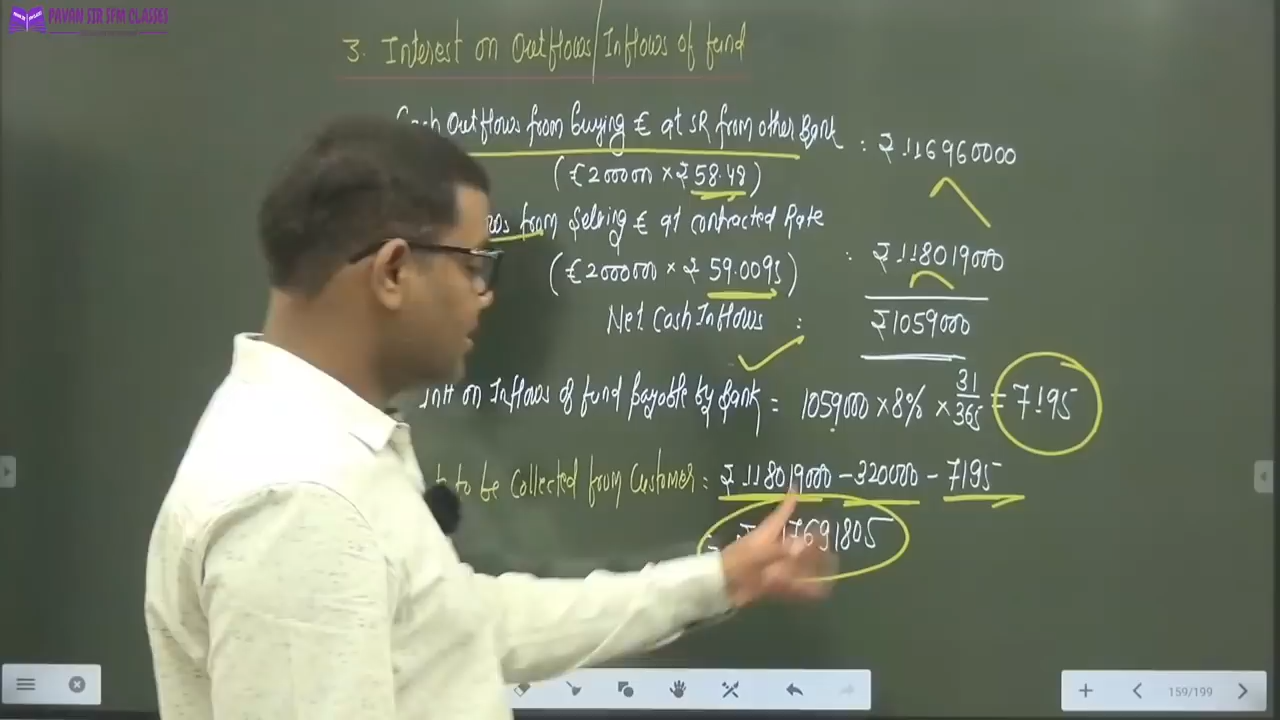 PAVAN SIR SFM CLASSES
3. Interest on Outflows/Inflows of fund
Cash Outflows from buying € at SR from other Bank : ₹116960000
(€200000 × ₹58.48)
from Selling € at contracted Rate : ₹118019000
(€2000000 × ₹59.0095)
Net Cash Inflows : ₹1059000
Int on Inflows of fund payable by Bank = 1059000 × 8% × 31/365 = 7195
to be Collected from Customer : ₹118019000 - 320000 - 7195
7691805
159/199